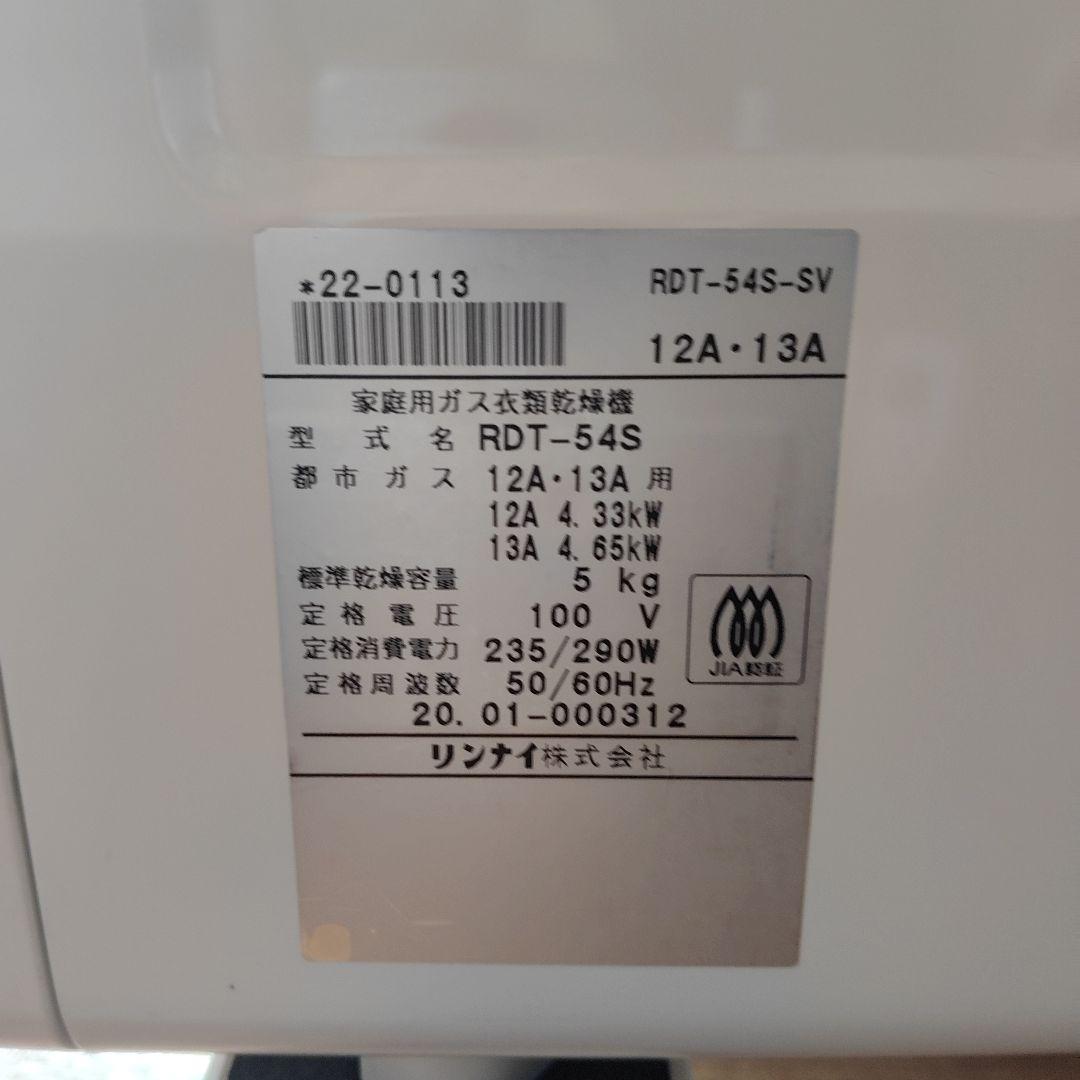 *22-0113
RDT-54S-SV
12A・13A
家庭用ガス衣類乾燥機
型式名 RDT-54S
都市ガス 12A・13A 用
12A 4.33kW
13A 4.65kW
標準乾燥容量 5 kg
定格電圧 100 V
定格消費電力 235/290W
定格周波数 50/60Hz
JIA認証
20.01-000312
リンナイ株式会社